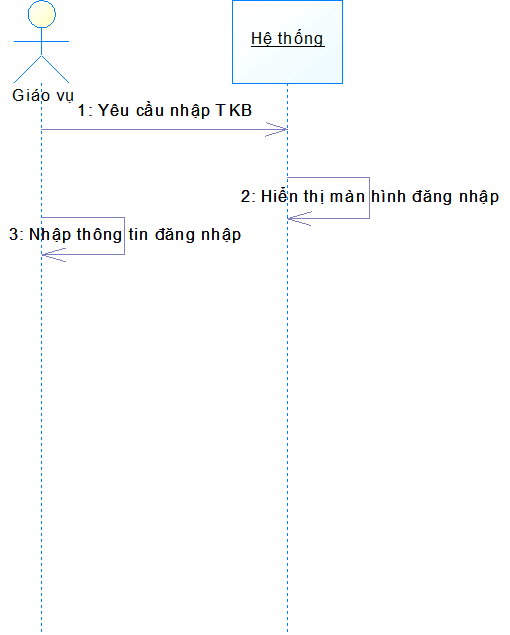 Hệ thống
Giáo vụ
1: Yêu cầu nhập TKB
2: Hiển thị màn hình đăng nhập
3: Nhập thông tin đăng nhập